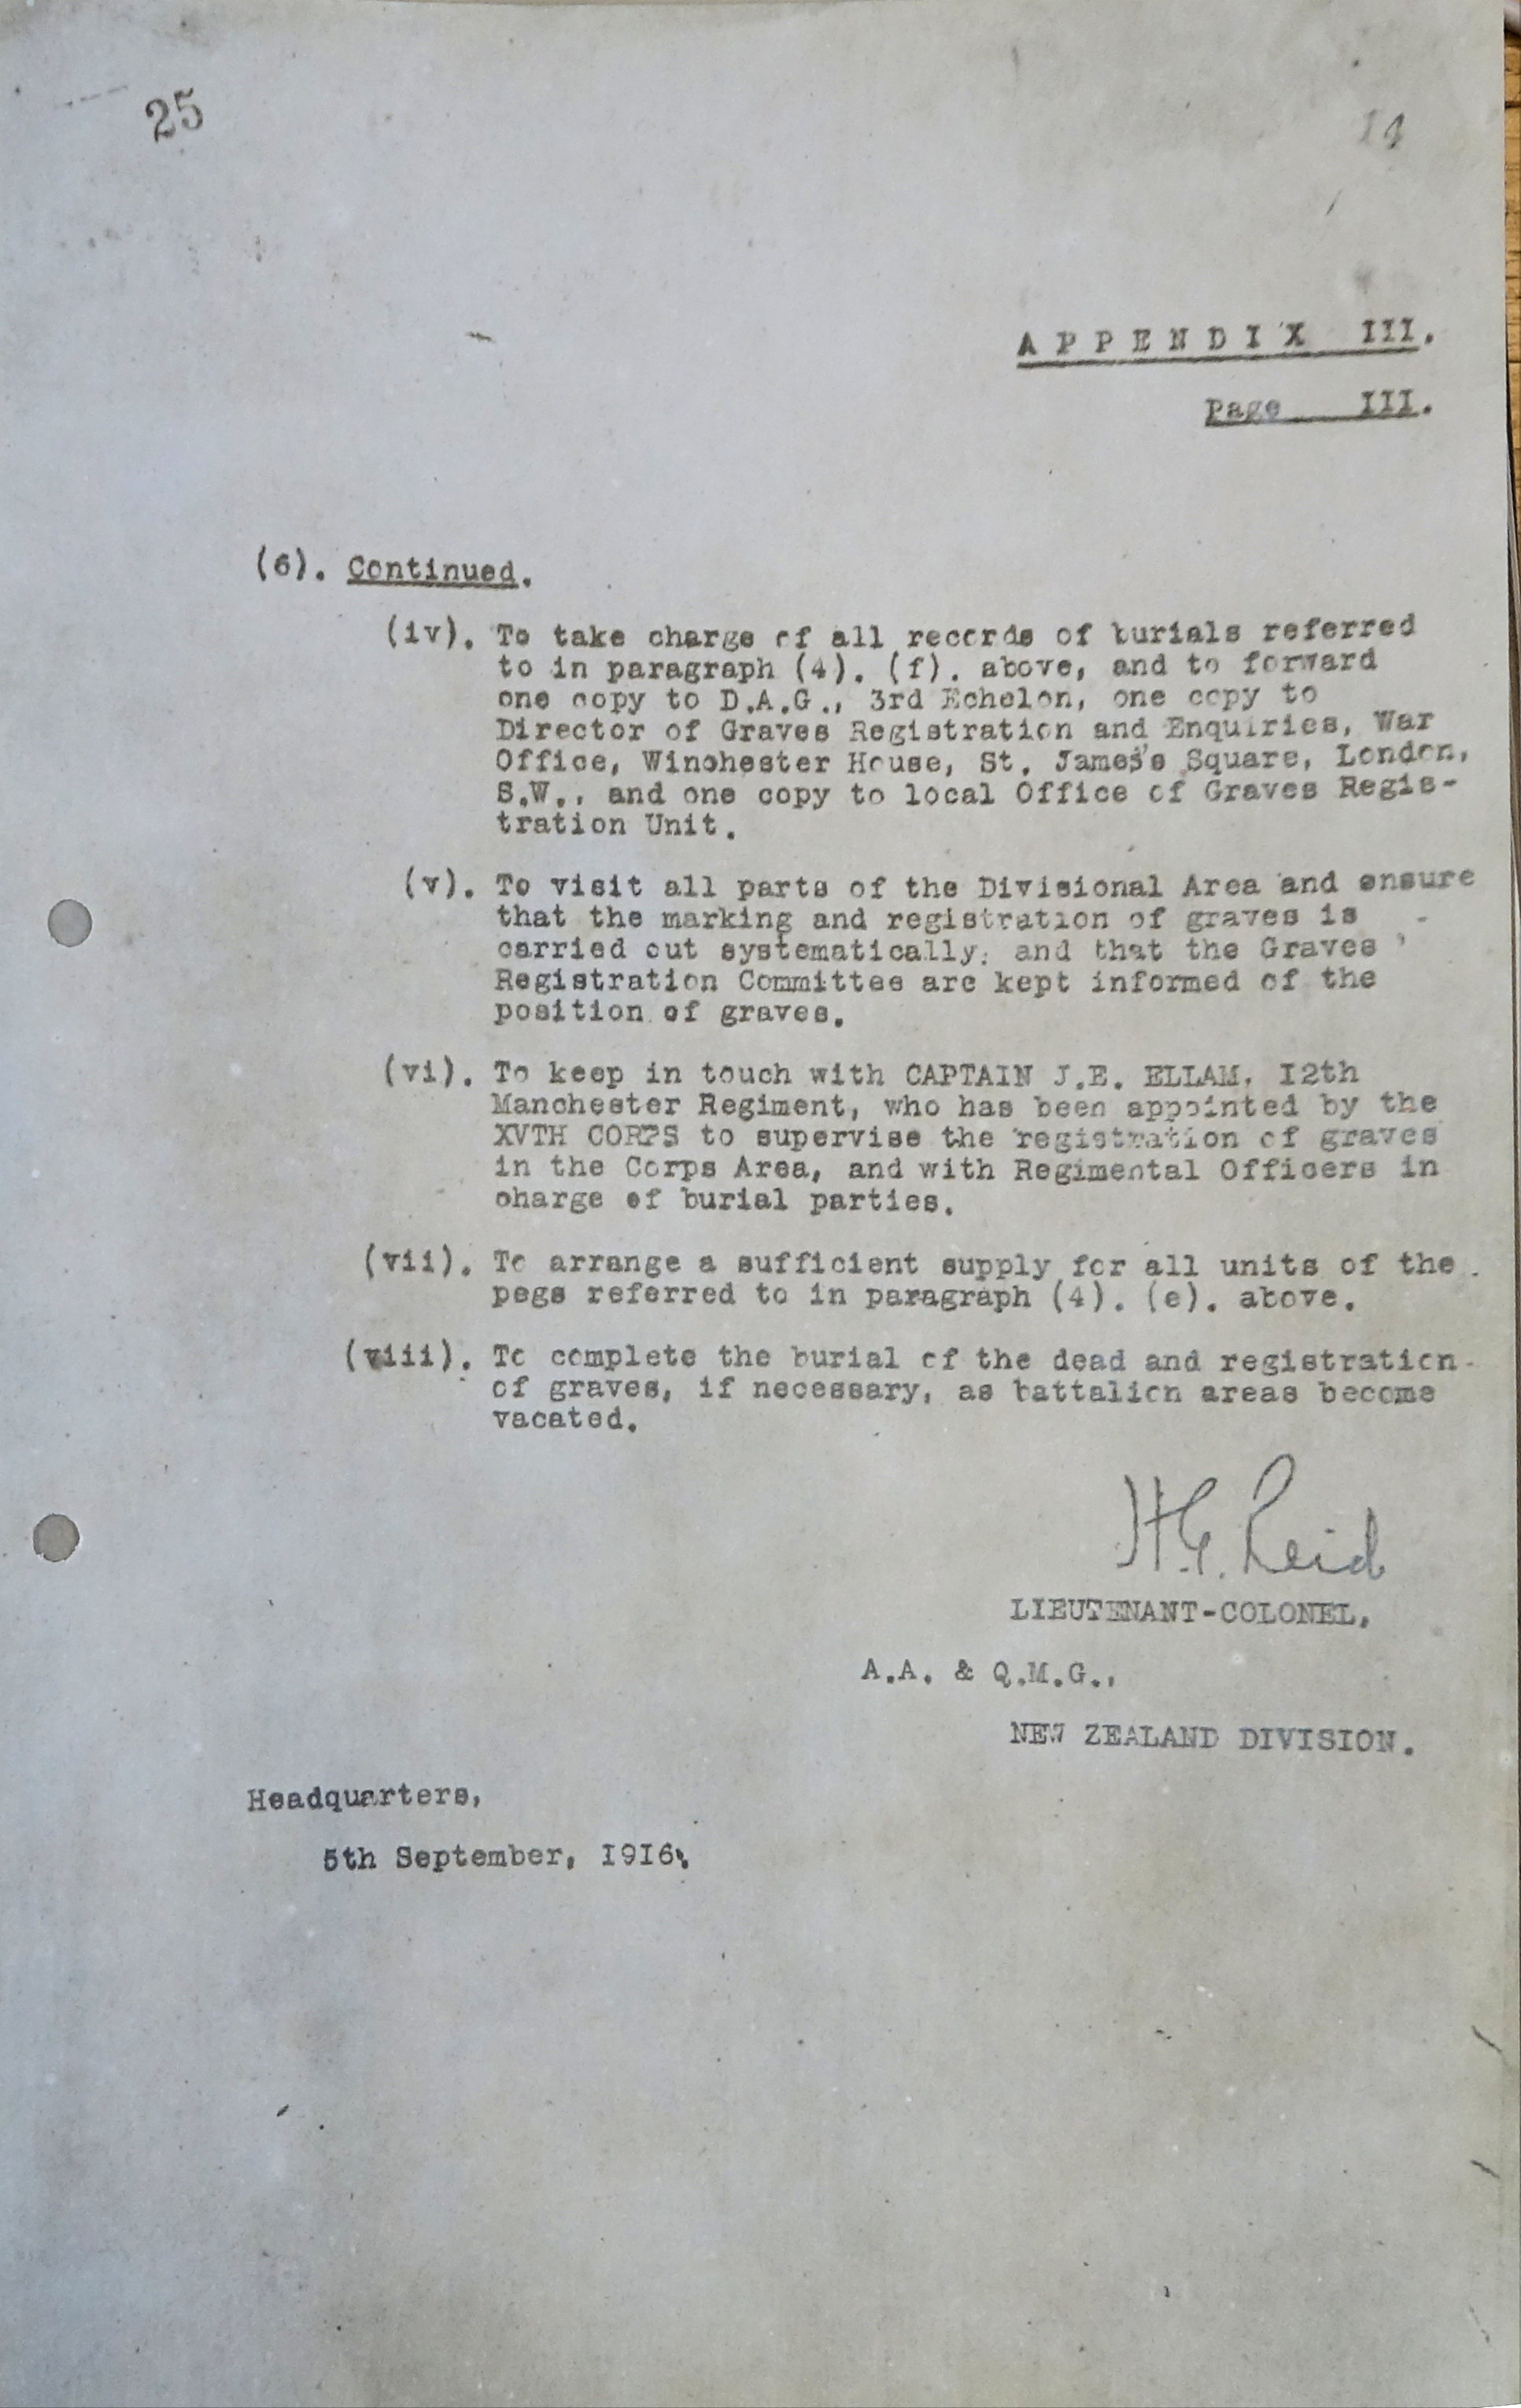 25
14
APPENDIX III.
Page III.
(6). Continued.
(iv). To take charge of all records of burials referred
to in paragraph (4). (f). above, and to forward
one copy to D.A.G., 3rd Echelon, one copy to
Director of Graves Registration and Enquiries, War
Office, Winchester House, St. James's Square, London,
S.W., and one copy to local Office of Graves Regis-
tration Unit.
(v). To visit all parts of the Divisional Area and ensure
that the marking and registration of graves is
carried out systematically, and that the Graves
Registration Committee are kept informed of the
position of graves.
(vi). To keep in touch with CAPTAIN J.E. ELLAM, I2th
Manchester Regiment, who has been appointed by the
XVTH CORPS to supervise the registration of graves
in the Corps Area, and with Regimental Officers in
charge of burial parties.
(vii). To arrange a sufficient supply for all units of the
pegs referred to in paragraph (4). (e). above.
(viii). To complete the burial of the dead and registration
of graves, if necessary, as battalion areas become
vacated.
H.G. Reid
LIEUTENANT-COLONEL,
A.A. & Q.M.G.,
NEW ZEALAND DIVISION.
Headquarters,
5th September, I9I6.